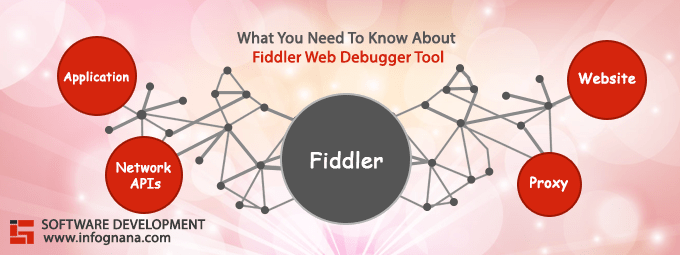 What You Need To Know About
Fiddler Web Debugger Tool
Application
Website
Fiddler
Network
APIs
Proxy
SOFTWARE DEVELOPMENT
www.infognana.com